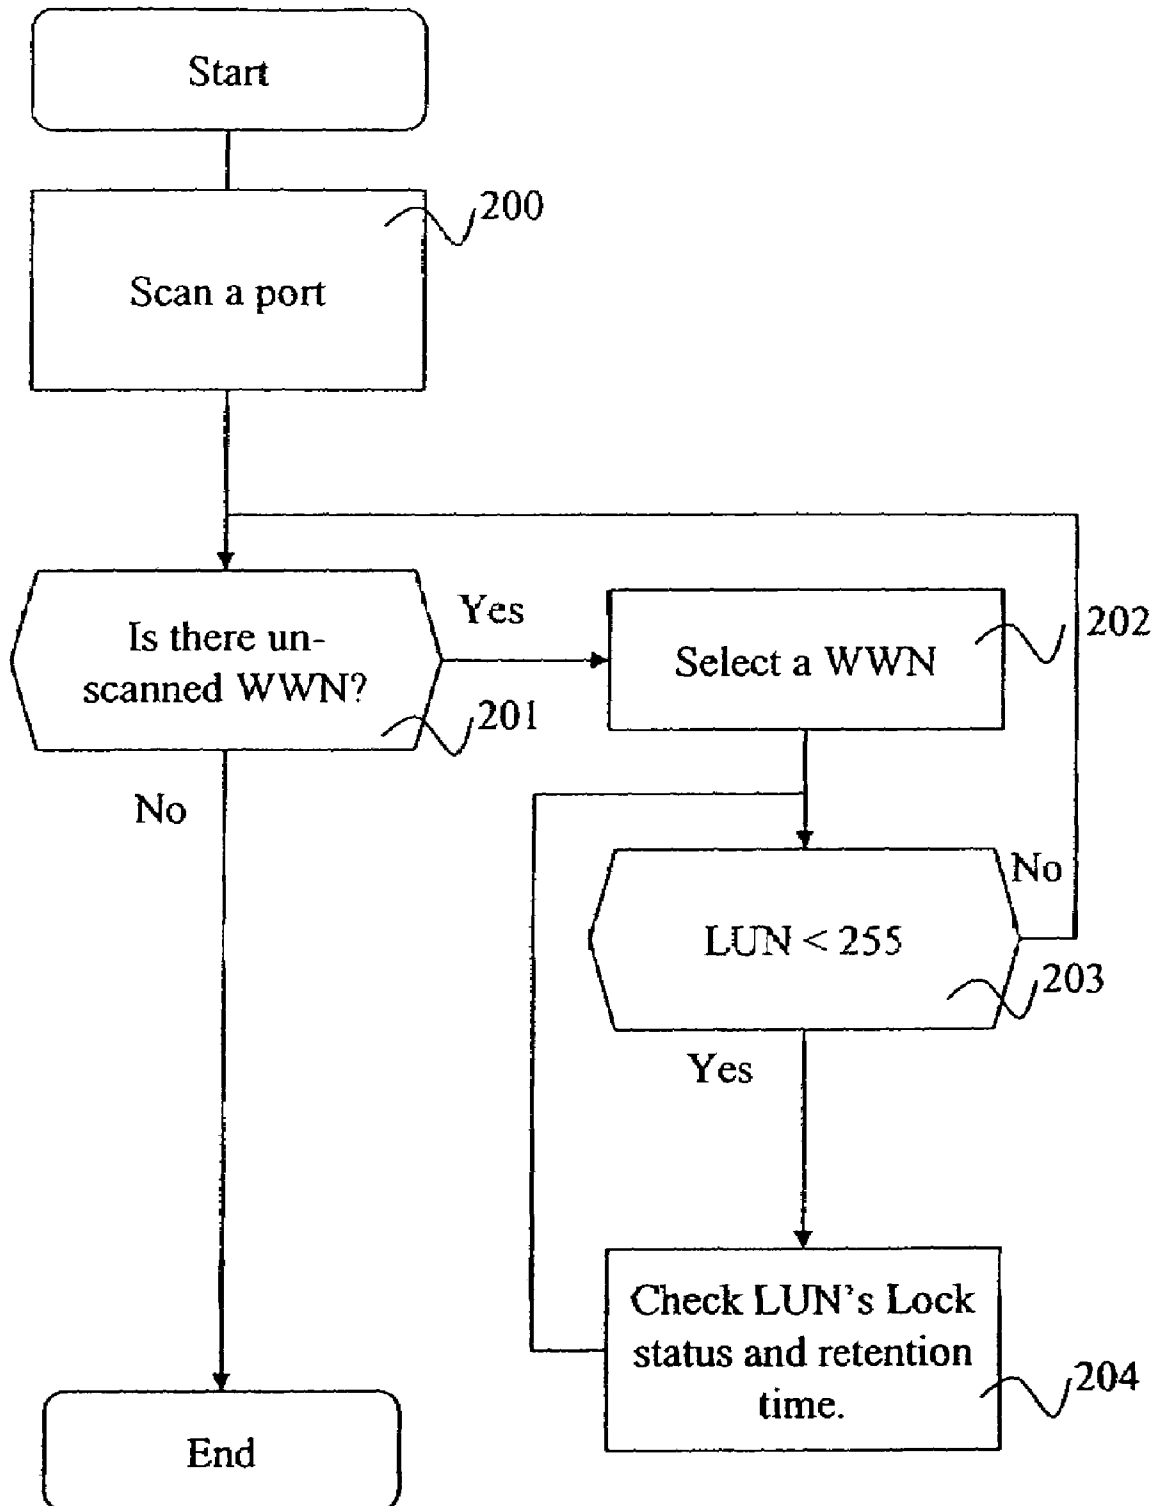 Start
200
Scan a port
Is there un-
scanned WWN?
201
Yes
No
Select a WWN
202
LUN < 255
No
203
Yes
Check LUN's Lock
status and retention
time.
204
End